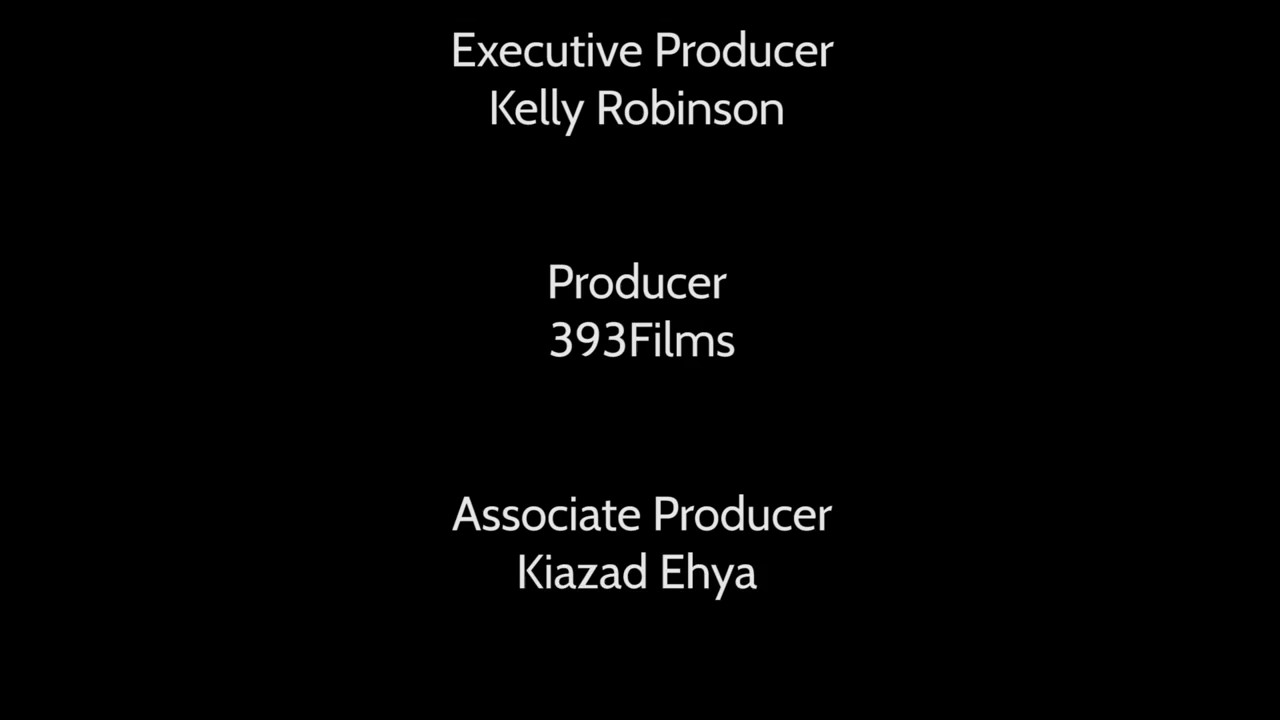 Executive Producer
Kelly Robinson
Producer
393Films
Associate Producer
Kiazad Ehya